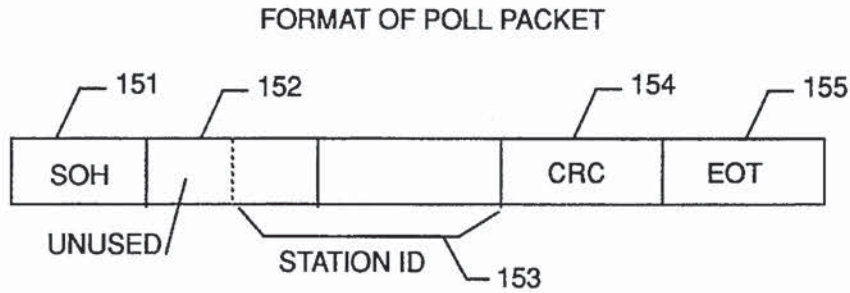 FORMAT OF POLL PACKET
151 152 154 155
SOH CRC EOT
UNUSED
STATION ID
153